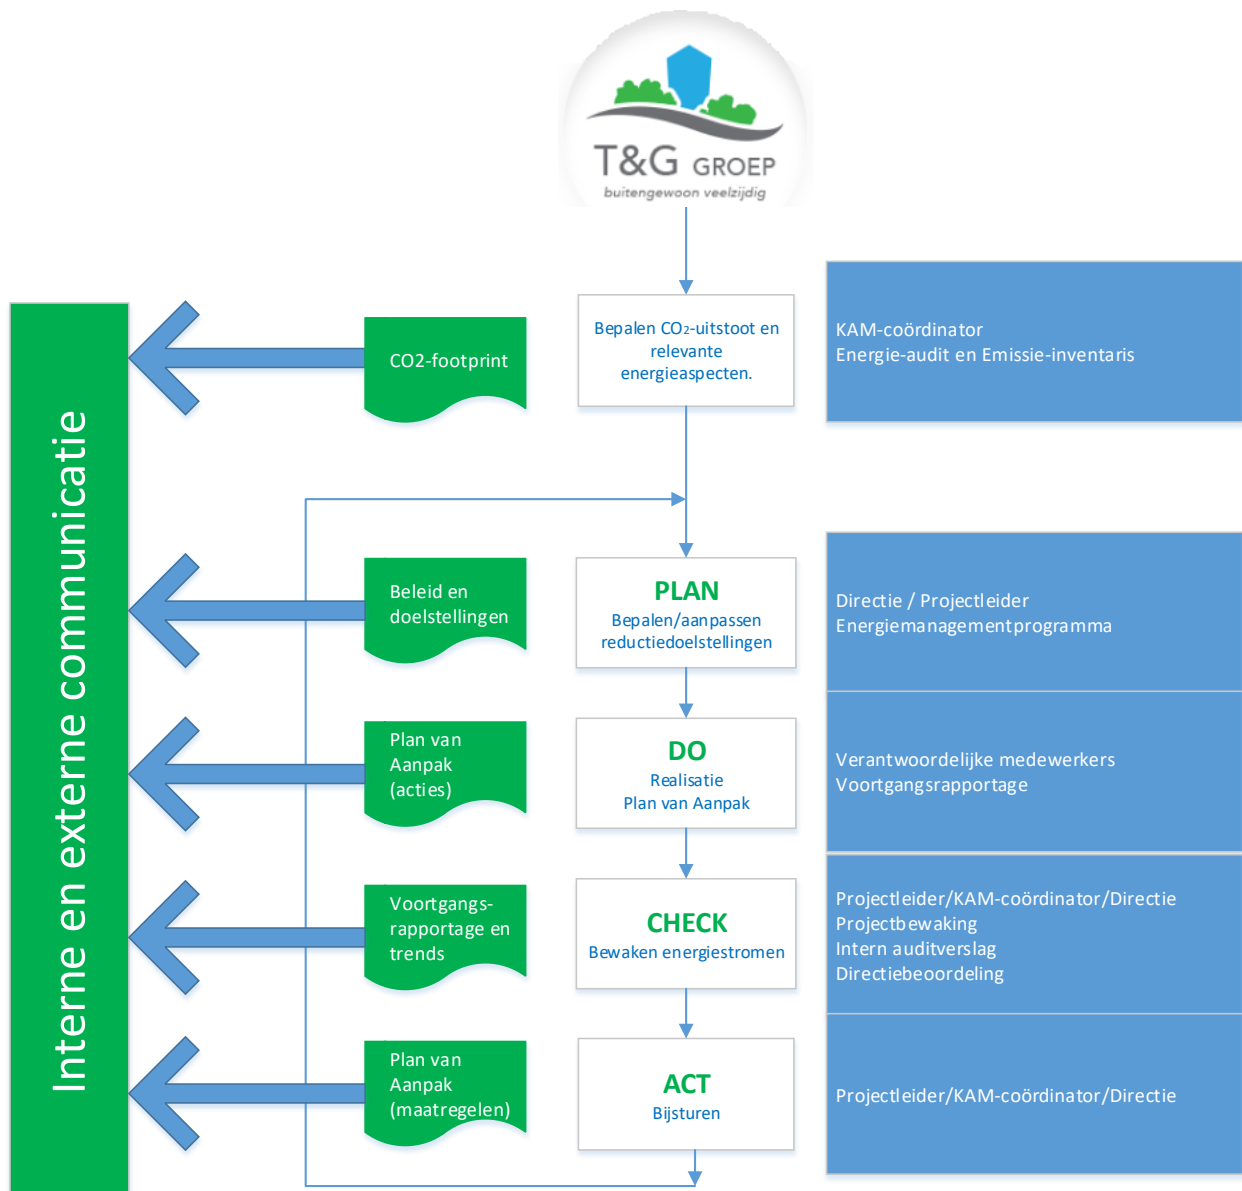 T&G GROEP
buitengewoon veelzijdig
Interne en externe communicatie
CO2-footprint
Bepalen CO₂-uitstoot en
relevante
energieaspecten.
KAM-coördinator
Energie-audit en Emissie-inventaris
Beleid en
doelstellingen
PLAN
Bepalen/aanpassen
reductiedoelstellingen
Directie / Projectleider
Energiemanagementprogramma
Plan van
Aanpak
(acties)
DO
Realisatie
Plan van Aanpak
Verantwoordelijke medewerkers
Voortgangsrapportage
Voortgangs-
rapportage en
trends
CHECK
Bewaken energiestromen
Projectleider/KAM-coördinator/Directie
Projectbewaking
Intern auditverslag
Directiebeoordeling
Plan van
Aanpak
(maatregelen)
ACT
Bijsturen
Projectleider/KAM-coördinator/Directie